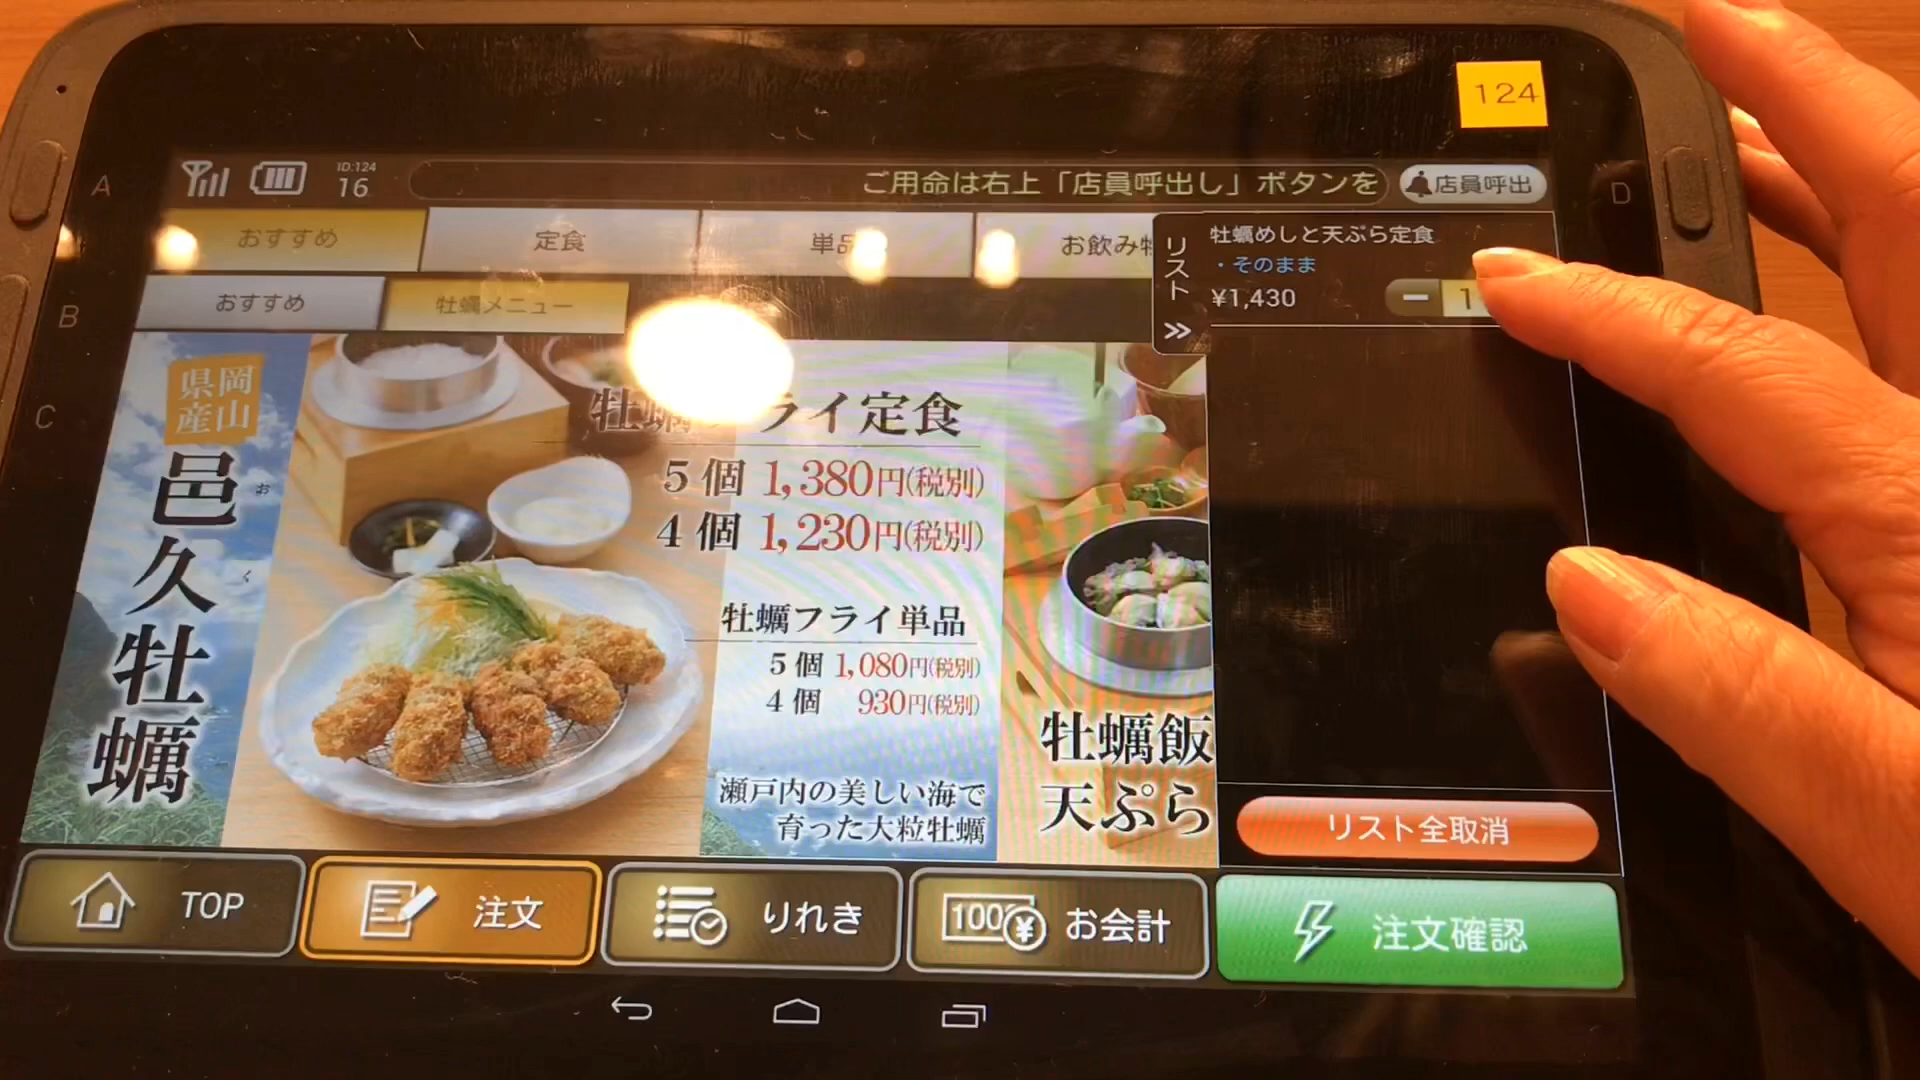 124
ID:124
16
ご用命は右上「店員呼出し」ボタンを
店員呼出
A
B
C
D
おすすめ
定食
単品
お飲み物
おすすめ
牡蠣メニュー
リスト
牡蠣めしと天ぷら定食
・そのまま
¥1,430
1
岡山県産
邑久牡蠣
お
く
牡蠣フライ定食
5個 1,380円(税別)
4個 1,230円(税別)
牡蠣フライ単品
5個 1,080円(税別)
4個 930円(税別)
瀬戸内の美しい海で
育った大粒牡蠣
牡蠣飯
天ぷら
リスト全取消
TOP
注文
りれき
100
¥
お会計
注文確認